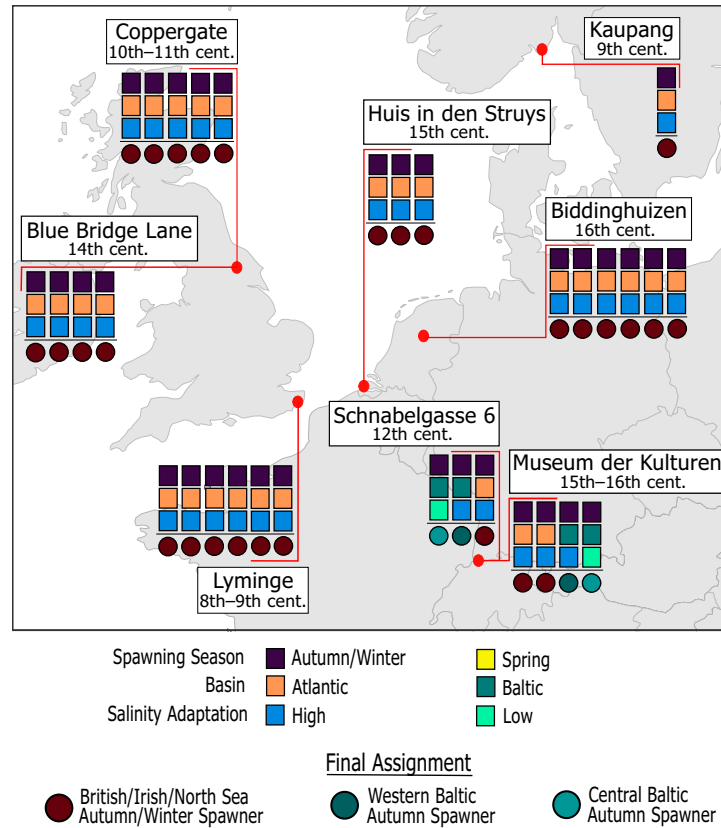 Coppergate
10th–11th cent.
Kaupang
9th cent.
Huis in den Struys
15th cent.
Blue Bridge Lane
14th cent.
Biddinghuizen
16th cent.
Schnabelgasse 6
12th cent.
Museum der Kulturen
15th–16th cent.
Lyminge
8th–9th cent.
Spawning Season Autumn/Winter Spring
Basin Atlantic Baltic
Salinity Adaptation High Low
Final Assignment
British/Irish/North Sea
Autumn/Winter Spawner
Western Baltic
Autumn Spawner
Central Baltic
Autumn Spawner